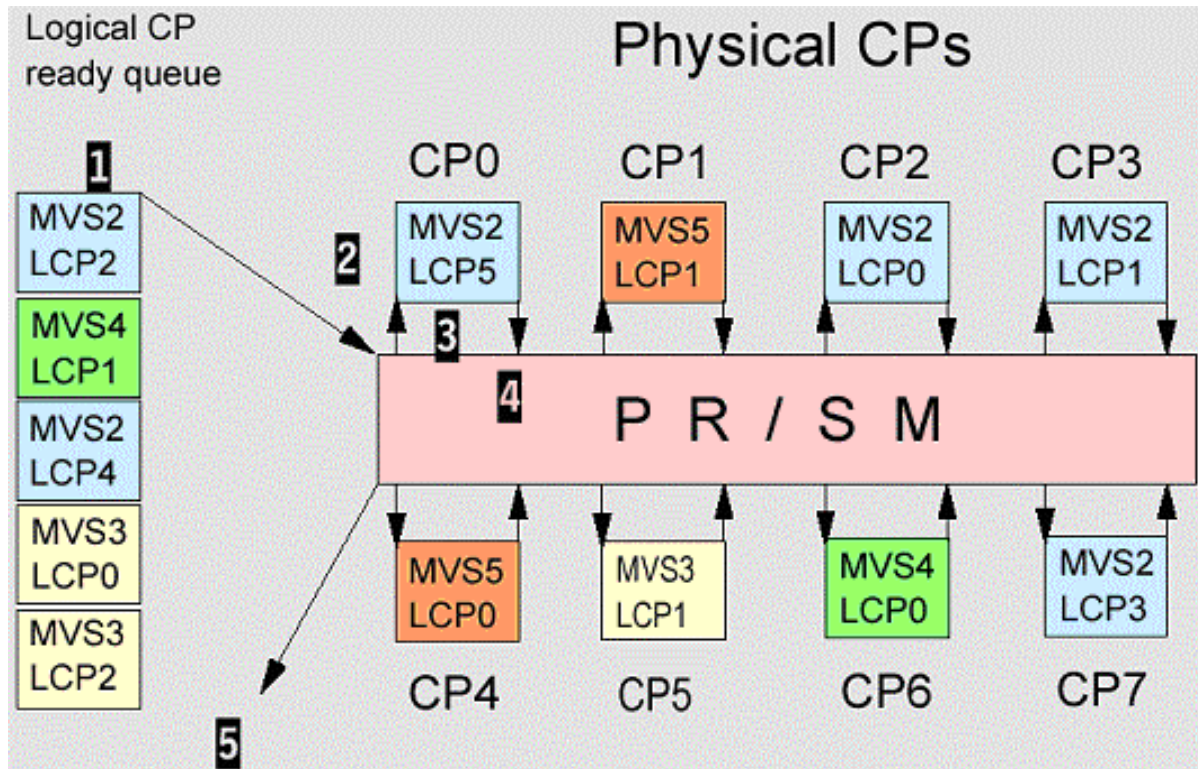 Logical CP
ready queue
Physical CPs
1
MVS2
LCP2
MVS4
LCP1
MVS2
LCP4
MVS3
LCP0
MVS3
LCP2
2
CP0
MVS2
LCP5
CP1
MVS5
LCP1
CP2
MVS2
LCP0
CP3
MVS2
LCP1
3
4
PR/SM
MVS5
LCP0
CP4
MVS3
LCP1
CP5
MVS4
LCP0
CP6
MVS2
LCP3
CP7
5